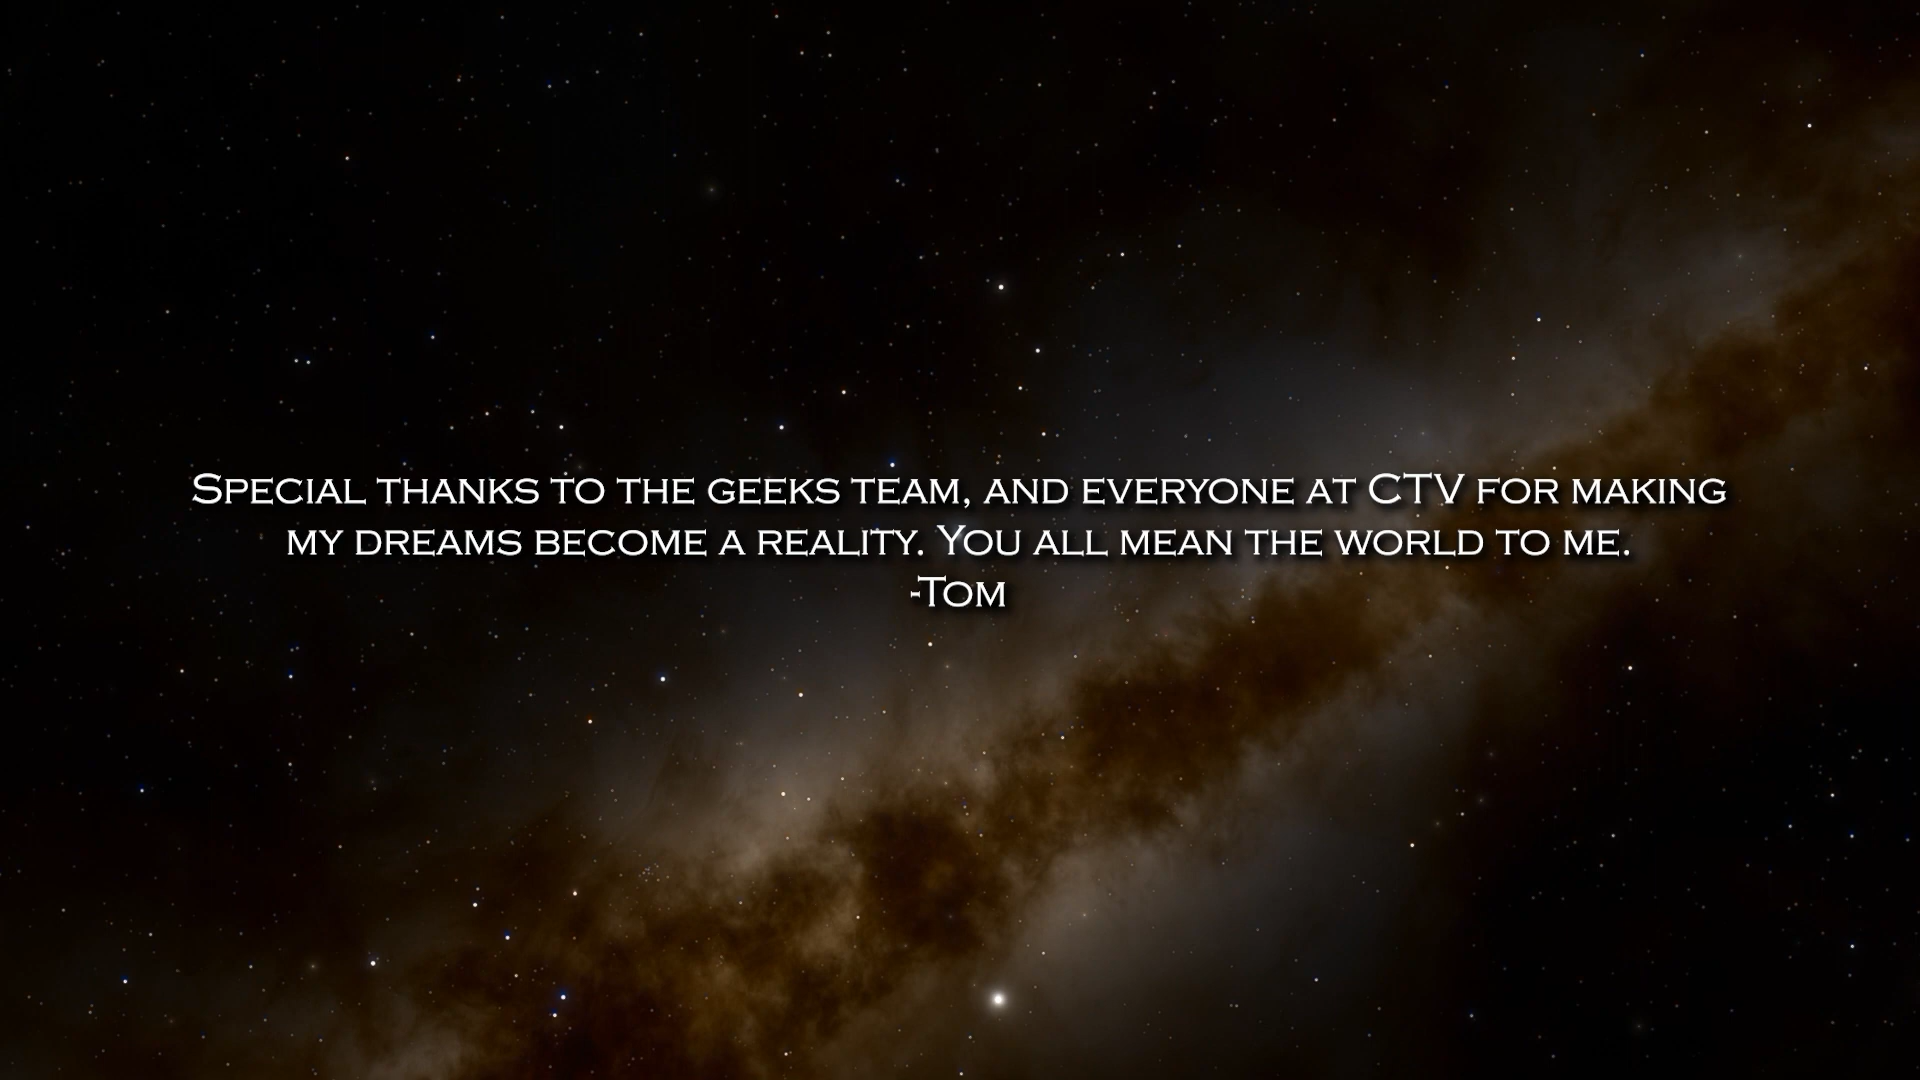 Special thanks to the geeks team, and everyone at CTV for making
my dreams become a reality. You all mean the world to me.
-Tom